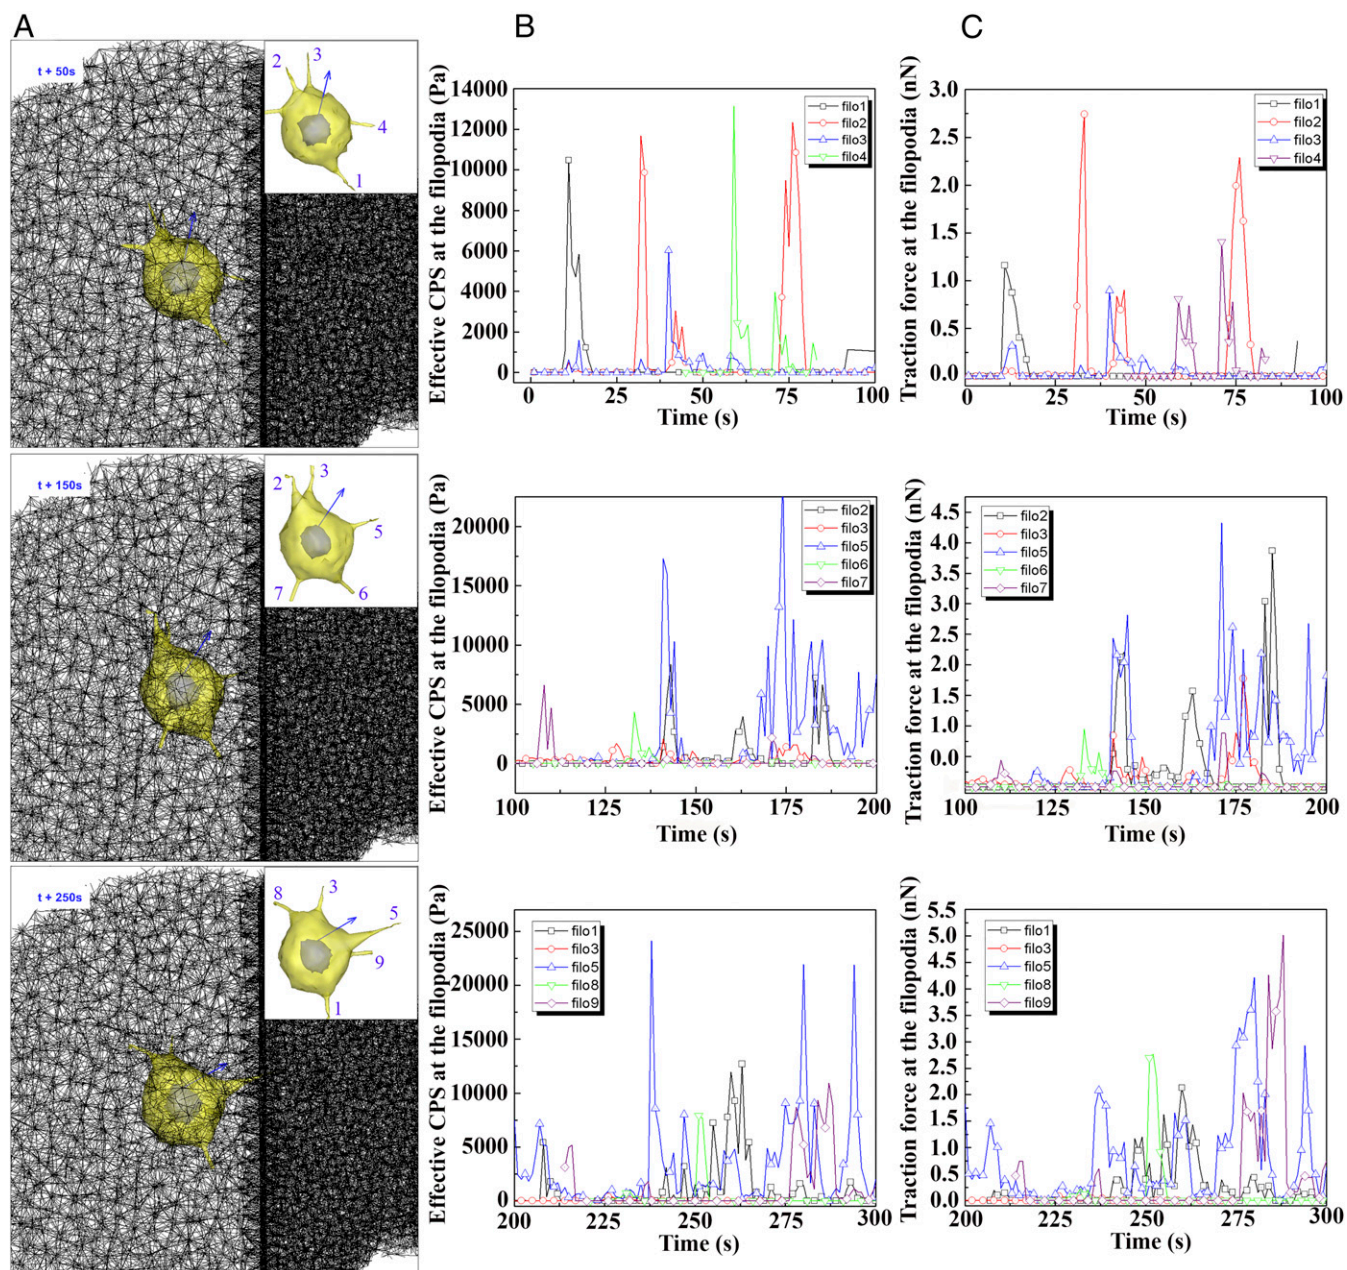 A
B
C
t + 50s
2
3
4
1
Effective CPS at the filopodia (Pa)
14000
12000
10000
8000
6000
4000
2000
0
filo1
filo2
filo3
filo4
0 25 50 75 100
Time (s)
Traction force at the filopodia (nN)
3.0
2.5
2.0
1.5
1.0
0.5
0.0
filo1
filo2
filo3
filo4
0 25 50 75 100
Time (s)
t + 150s
2
3
5
7
6
Effective CPS at the filopodia (Pa)
20000
15000
10000
5000
0
filo2
filo3
filo5
filo6
filo7
100 125 150 175 200
Time (s)
Traction force at the filopodia (nN)
4.5
4.0
3.5
3.0
2.5
2.0
1.5
1.0
0.0
filo2
filo3
filo5
filo6
filo7
100 125 150 175 200
Time (s)
t + 250s
8
3
5
9
1
Effective CPS at the filopodia (Pa)
25000
20000
15000
10000
5000
0
filo1
filo3
filo5
filo8
filo9
200 225 250 275 300
Time (s)
Traction force at the filopodia (nN)
5.5
5.0
4.5
4.0
3.5
3.0
2.5
2.0
1.5
1.0
0.5
0.0
filo1
filo3
filo5
filo8
filo9
200 225 250 275 300
Time (s)